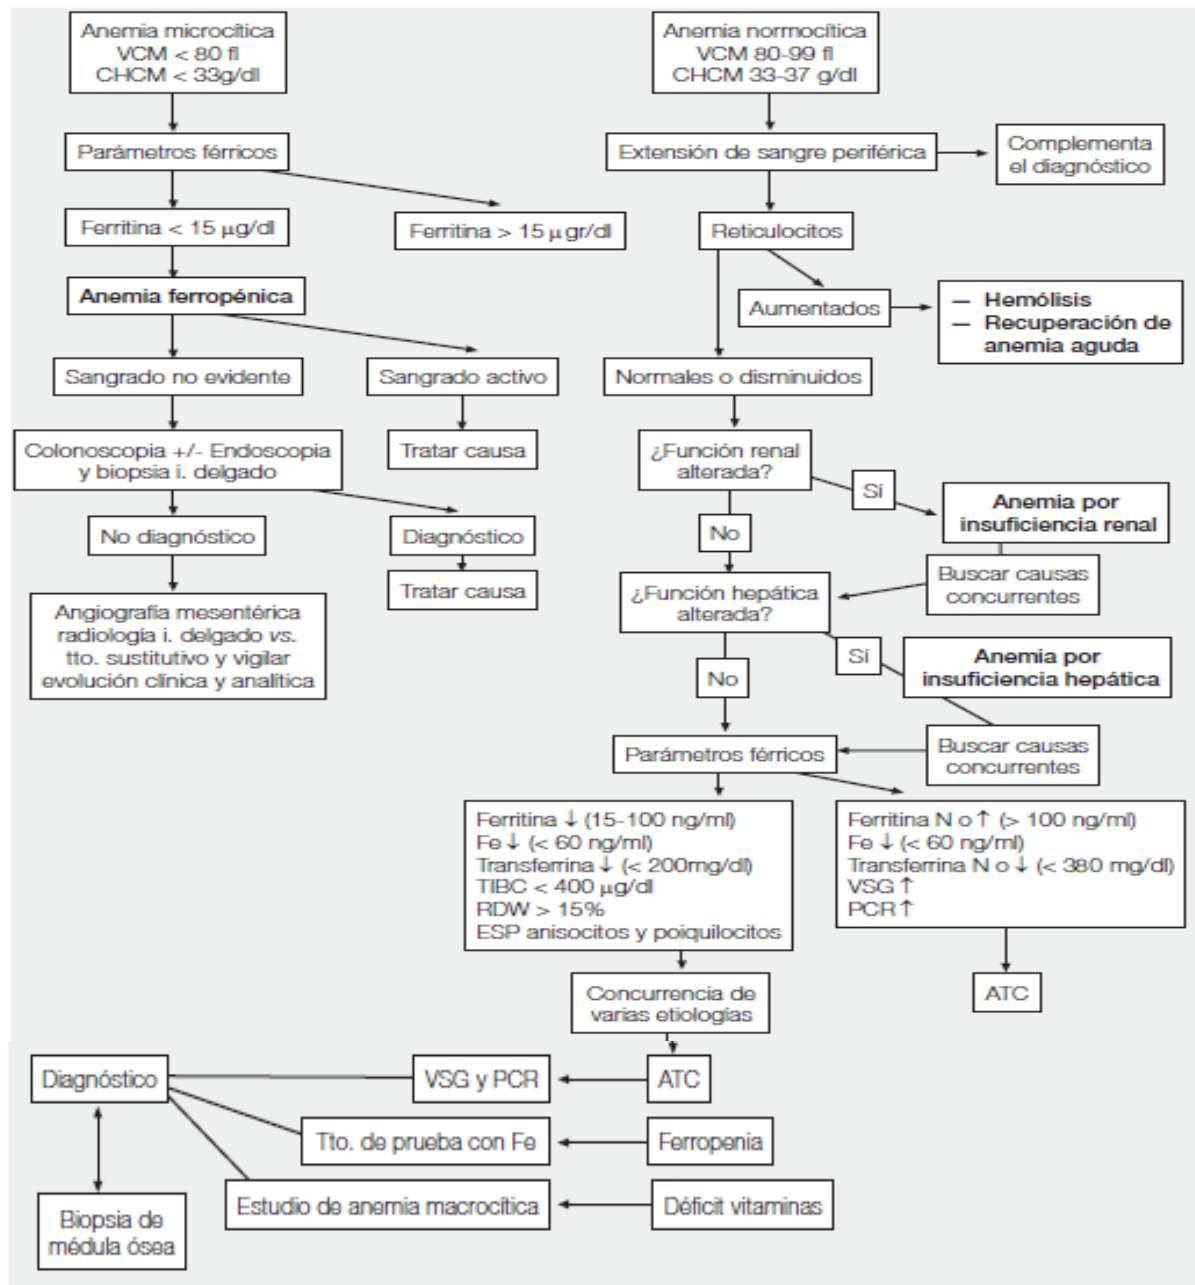 Anemia microcítica
VCM < 80 fl
CHCM < 33g/dl
Parámetros férricos
Ferritina < 15 μg/dl
Ferritina > 15 μgr/dl
Anemia ferropénica
Sangrado no evidente
Sangrado activo
Colonoscopia +/- Endoscopia
y biopsia i. delgado
Tratar causa
No diagnóstico
Diagnóstico
Tratar causa
Angiografía mesentérica
radiología i. delgado vs.
tto. sustitutivo y vigilar
evolución clínica y analítica
Anemia normocítica
VCM 80-99 fl
CHCM 33-37 g/dl
Extensión de sangre periférica
Complementa
el diagnóstico
Reticulocitos
Aumentados
— Hemólisis
— Recuperación de
anemia aguda
Normales o disminuidos
¿Función renal
alterada?
Sí
Anemia por
insuficiencia renal
No
Buscar causas
concurrentes
¿Función hepática
alterada?
Sí
Anemia por
insuficiencia hepática
No
Buscar causas
concurrentes
Parámetros férricos
Ferritina ↓ (15-100 ng/ml)
Fe ↓ (< 60 ng/ml)
Transferrina ↓ (< 200mg/dl)
TIBC < 400 μg/dl
RDW > 15%
ESP anisocitos y poiquilocitos
Ferritina N o ↑ (> 100 ng/ml)
Fe ↓ (< 60 ng/ml)
Transferrina N o ↓ (< 380 mg/dl)
VSG ↑
PCR ↑
Concurrencia de
varias etiologías
ATC
Diagnóstico
VSG y PCR
ATC
Tto. de prueba con Fe
Ferropenia
Estudio de anemia macrocítica
Déficit vitaminas
Biopsia de
médula ósea